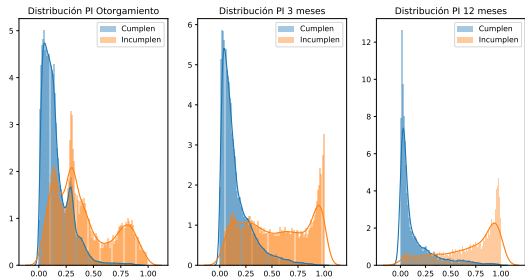 Distribución PI Otorgamiento
Cumplen
Incumplen
5
4
3
2
1
0
0.00 0.25 0.50 0.75 1.00
Distribución PI 3 meses
Cumplen
Incumplen
6
5
4
3
2
1
0
0.00 0.25 0.50 0.75 1.00
Distribución PI 12 meses
Cumplen
Incumplen
12
10
8
6
4
2
0
0.00 0.25 0.50 0.75 1.00